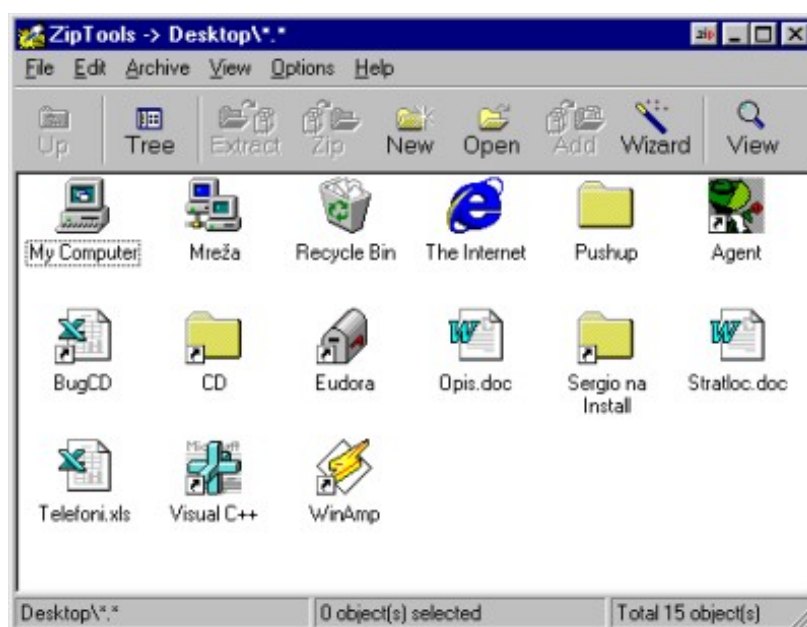 ZipTools -> Desktop\*.*
zip
File Edit Archive View Options Help
Up Tree Extract Zip New Open Add Wizard View
My Computer Mreža Recycle Bin The Internet Pushup Agent
BugCD CD Eudora Opis.doc Sergio na Stratloc.doc
Install
Microsoft
Telefoni.xls Visual C++ WinAmp
Desktop\*.* 0 object(s) selected Total 15 object(s)